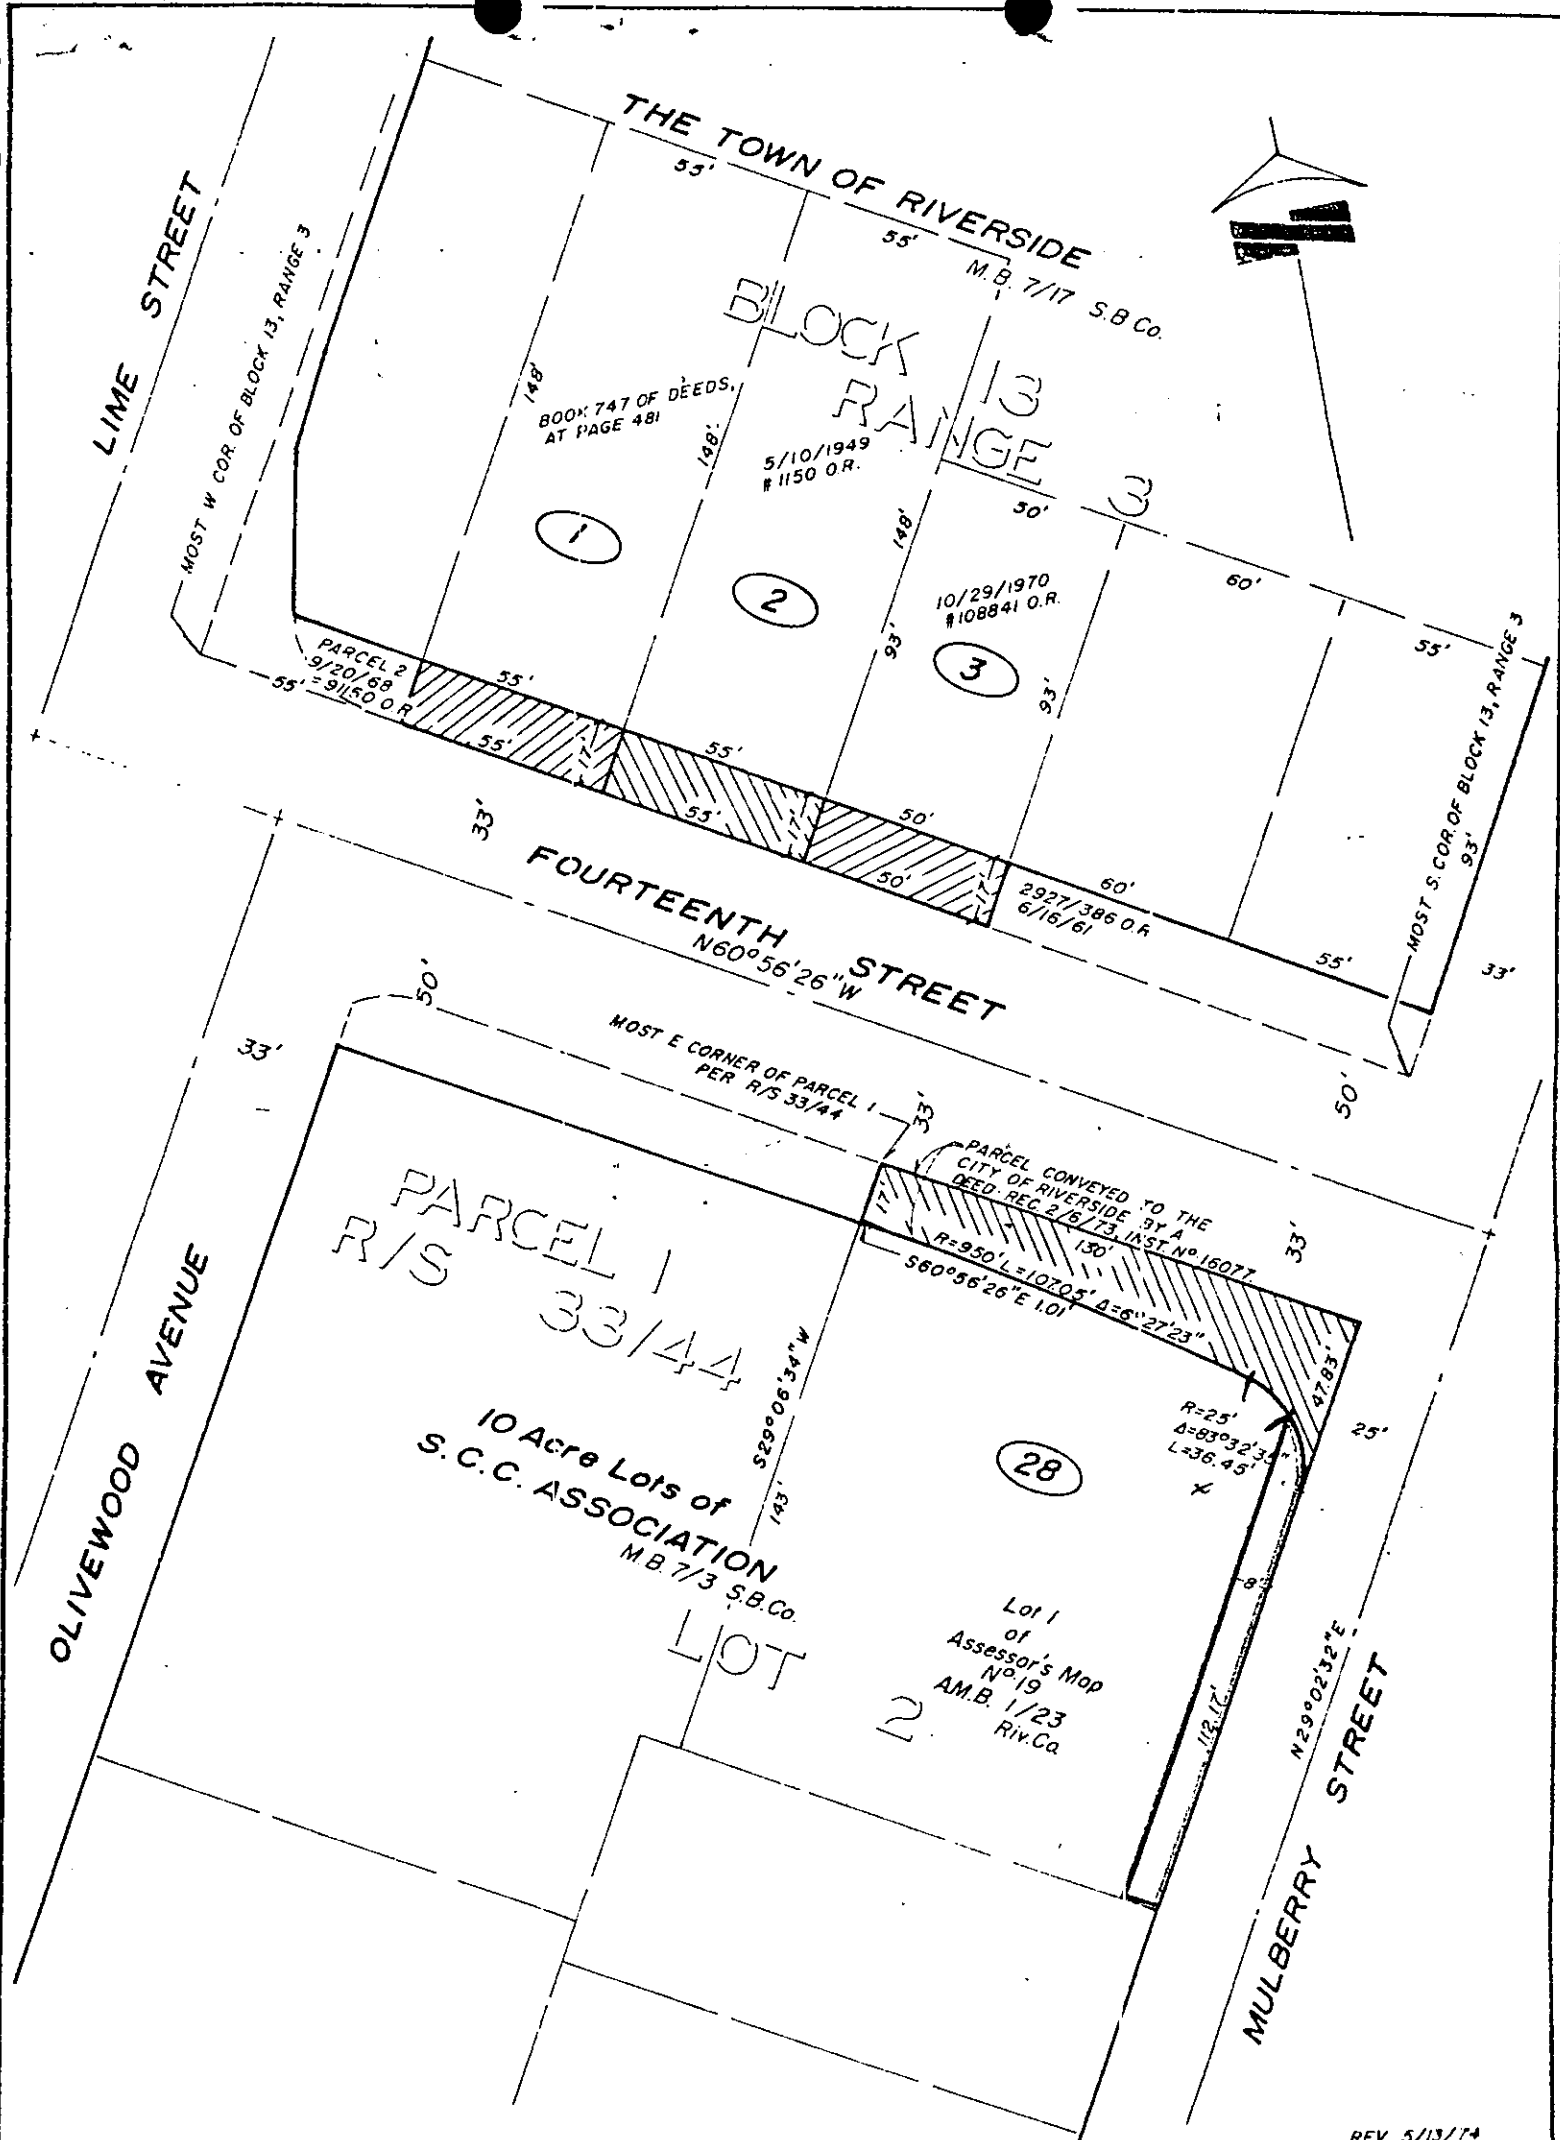 THE TOWN OF RIVERSIDE
M.B. 7/17 S.B Co.
55'
55'
LIME STREET
MOST W COR. OF BLOCK 13, RANGE 3
BLOCK 13
RANGE 3
148'
148'
148'
BOOK 747 OF DEEDS,
AT PAGE 481
5/10/1949
#1150 O.R.
10/29/1970
#108841 O.R.
1
2
3
50'
60'
55'
93'
93'
93'
MOST S. COR. OF BLOCK 13, RANGE 3
PARCEL 2
9/20/68
=91150 O.R
55'
55'
55'
17'
55'
55'
17'
50'
50'
17'
60'
2927/386 O.R
6/16/61
55'
33'
33'
FOURTEENTH STREET
N60°56'26"W
50'
50'
33'
MOST E CORNER OF PARCEL 1
PER R/S 33/44
33'
PARCEL CONVEYED TO THE
CITY OF RIVERSIDE BY A
DEED REC. 2/6/73, INST. Nº 16077.
17'
130'
33'
R=950' L=107.05' Δ=6°27'23"
S60°56'26"E 1.01'
47.83'
R=25'
Δ=83°32'35"
L=36.45'
25'
PARCEL 1
R/S 33/44
OLIVEWOOD AVENUE
10 Acre Lots of
S.C.C. ASSOCIATION
M.B. 7/3 S.B.Co.
LOT 2
S29°06'34"W
143'
28
Lot 1
of
Assessor's Map
Nº 19
AM.B. 1/23
Riv.Co.
8'
112.17'
N29°02'32"E
MULBERRY STREET
REV. 5/13/74